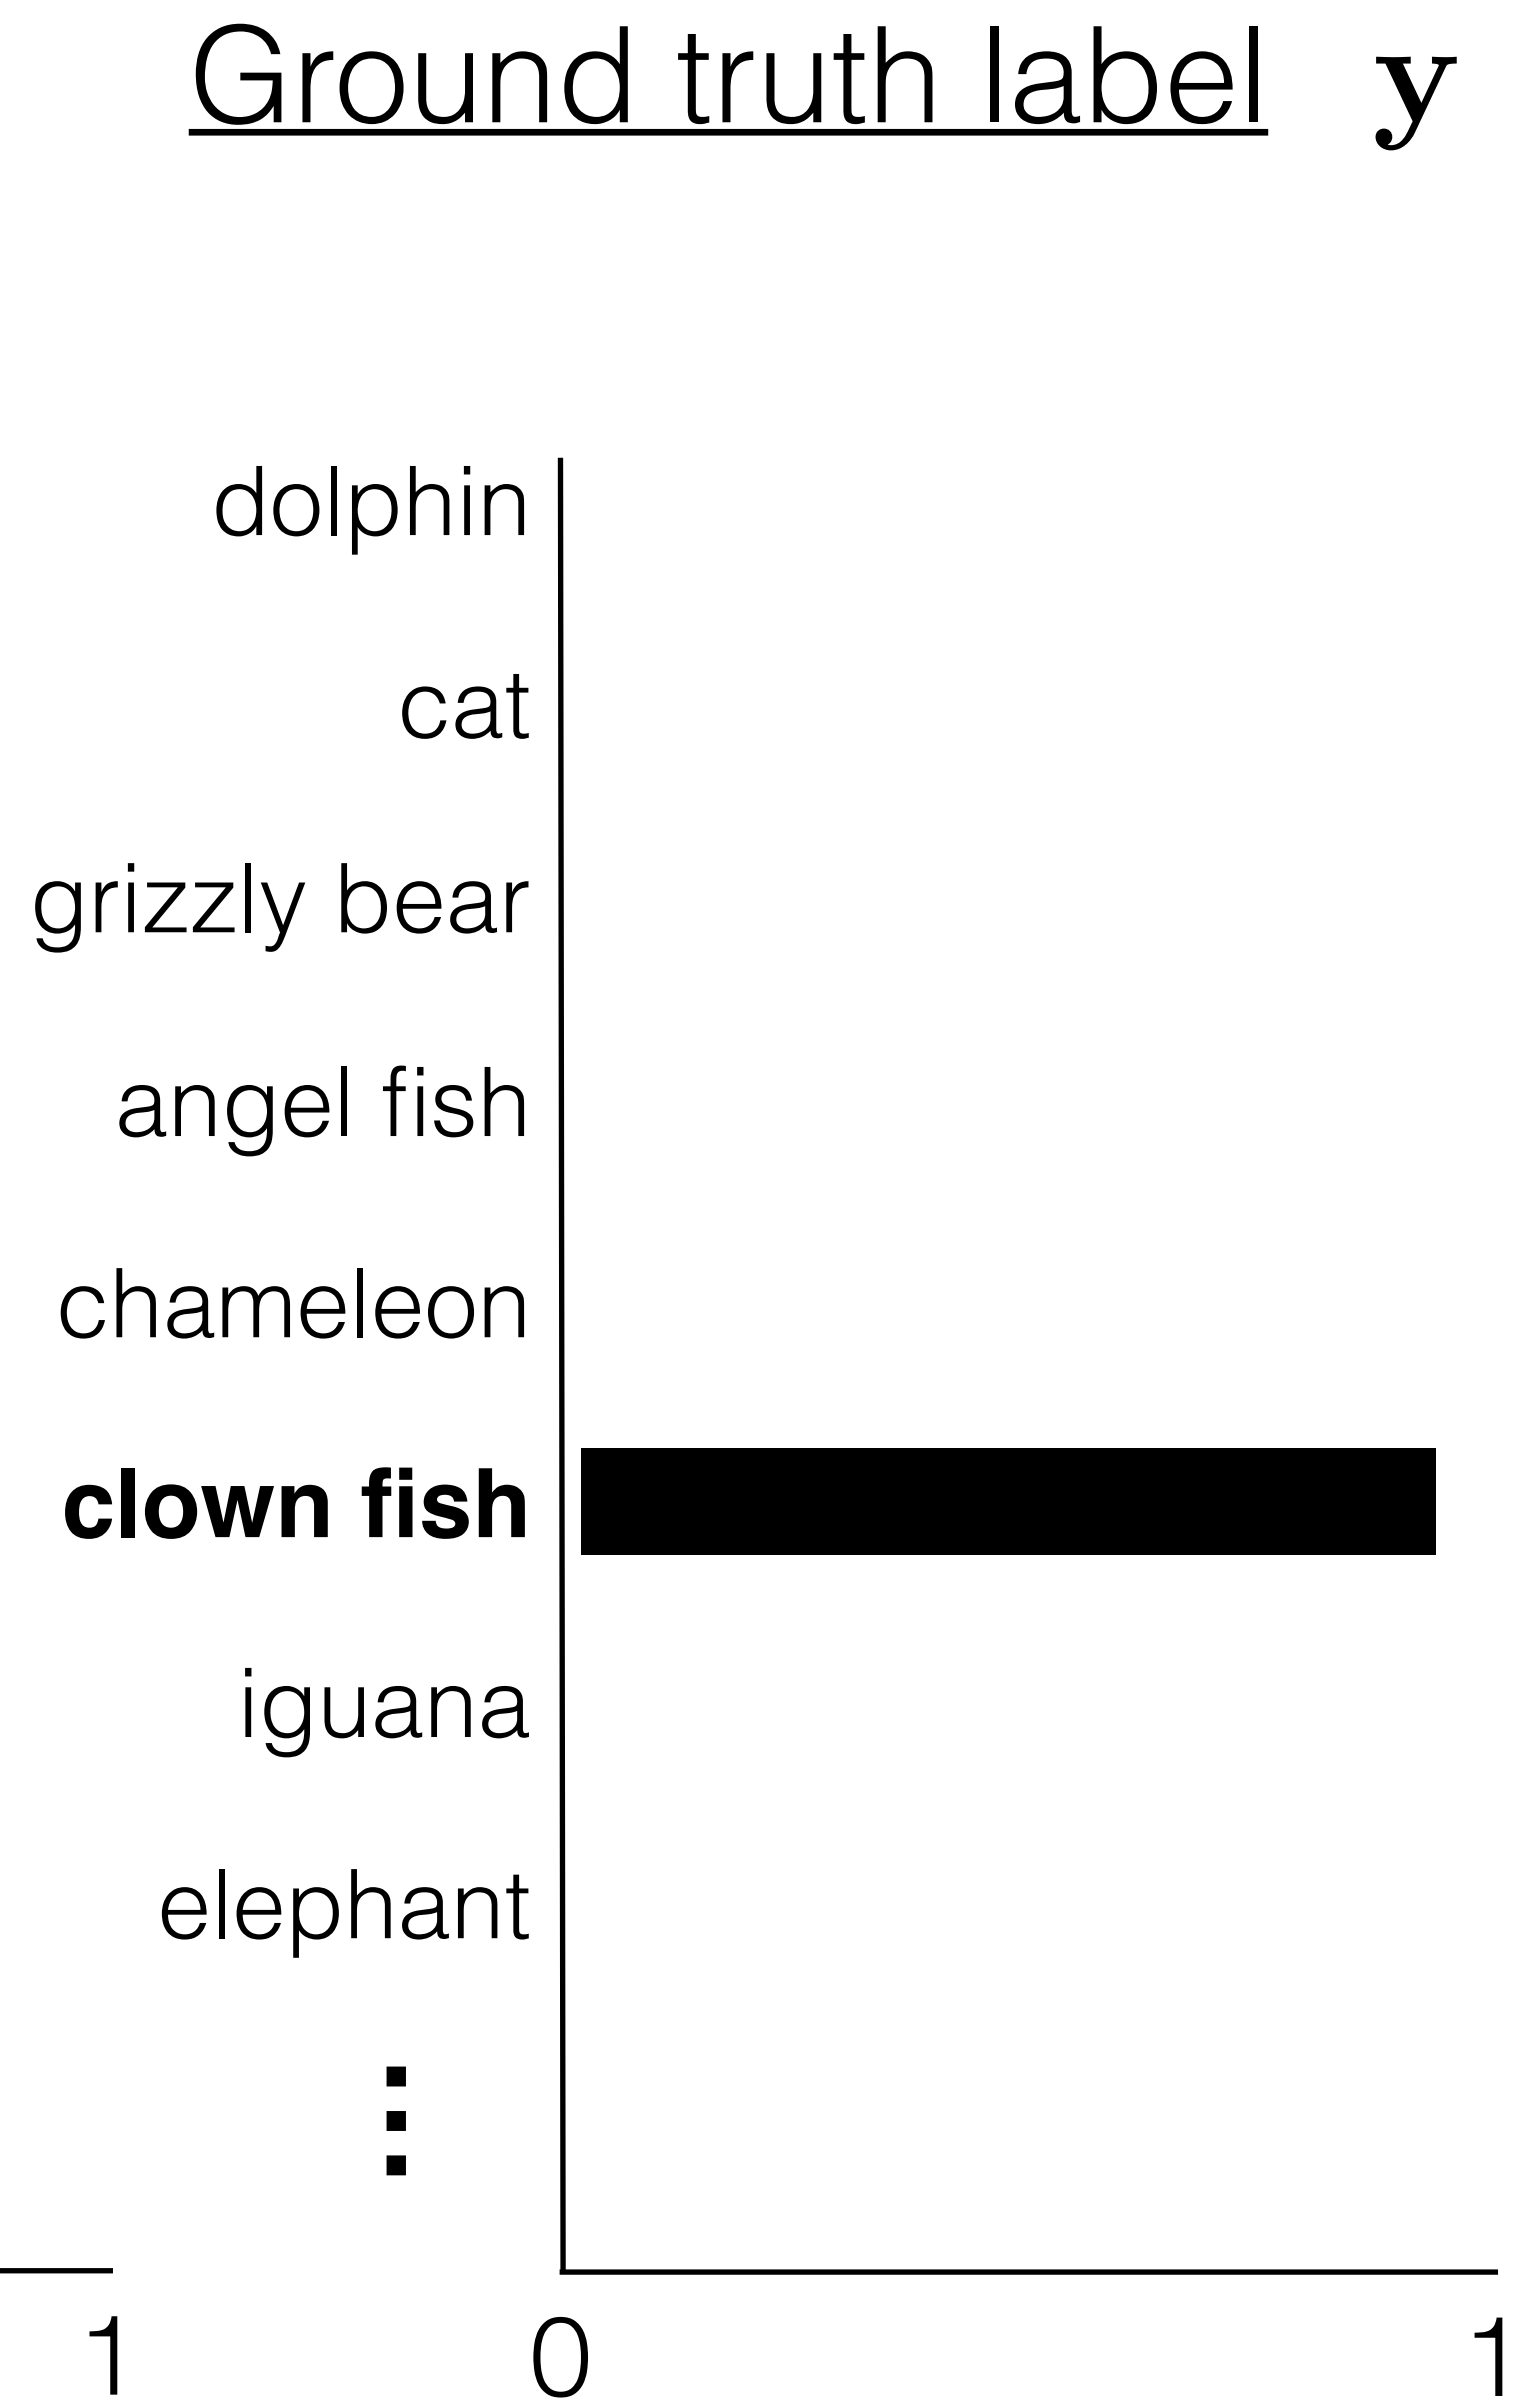 Ground truth label y
dolphin
cat
grizzly bear
angel fish
chameleon
clown fish
iguana
elephant
⋮
1 0 1